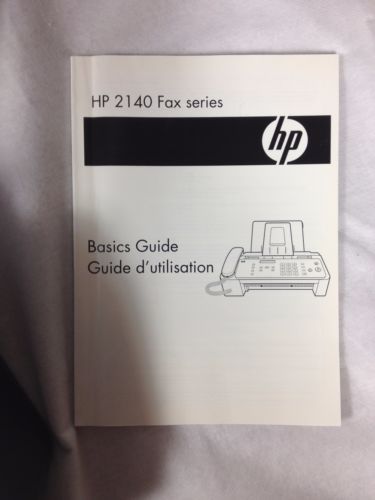 HP 2140 Fax series
hp
Basics Guide
Guide d'utilisation